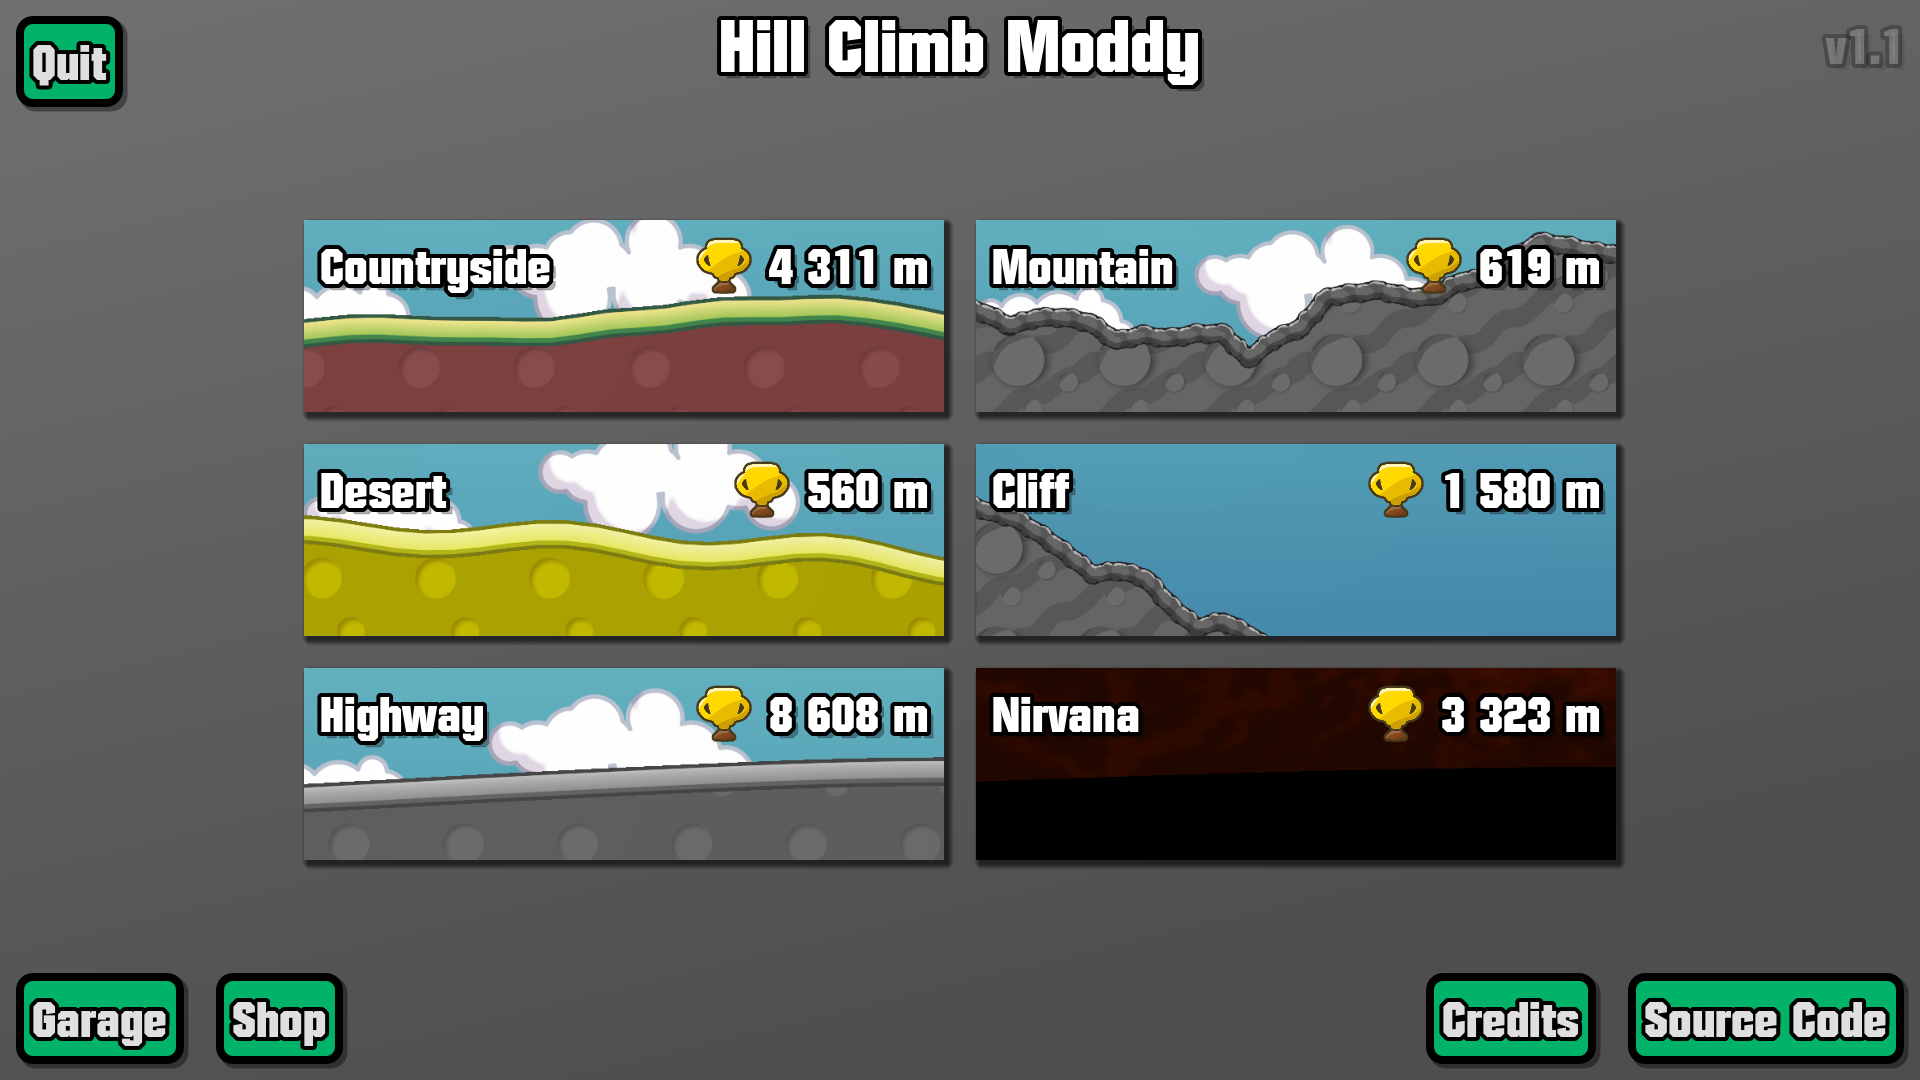 Quit
Hill Climb Moddy
v1.1
Countryside 4 311 m
Mountain 619 m
Desert 560 m
Cliff 1 580 m
Highway 8 608 m
Nirvana 3 323 m
Garage
Shop
Credits
Source Code